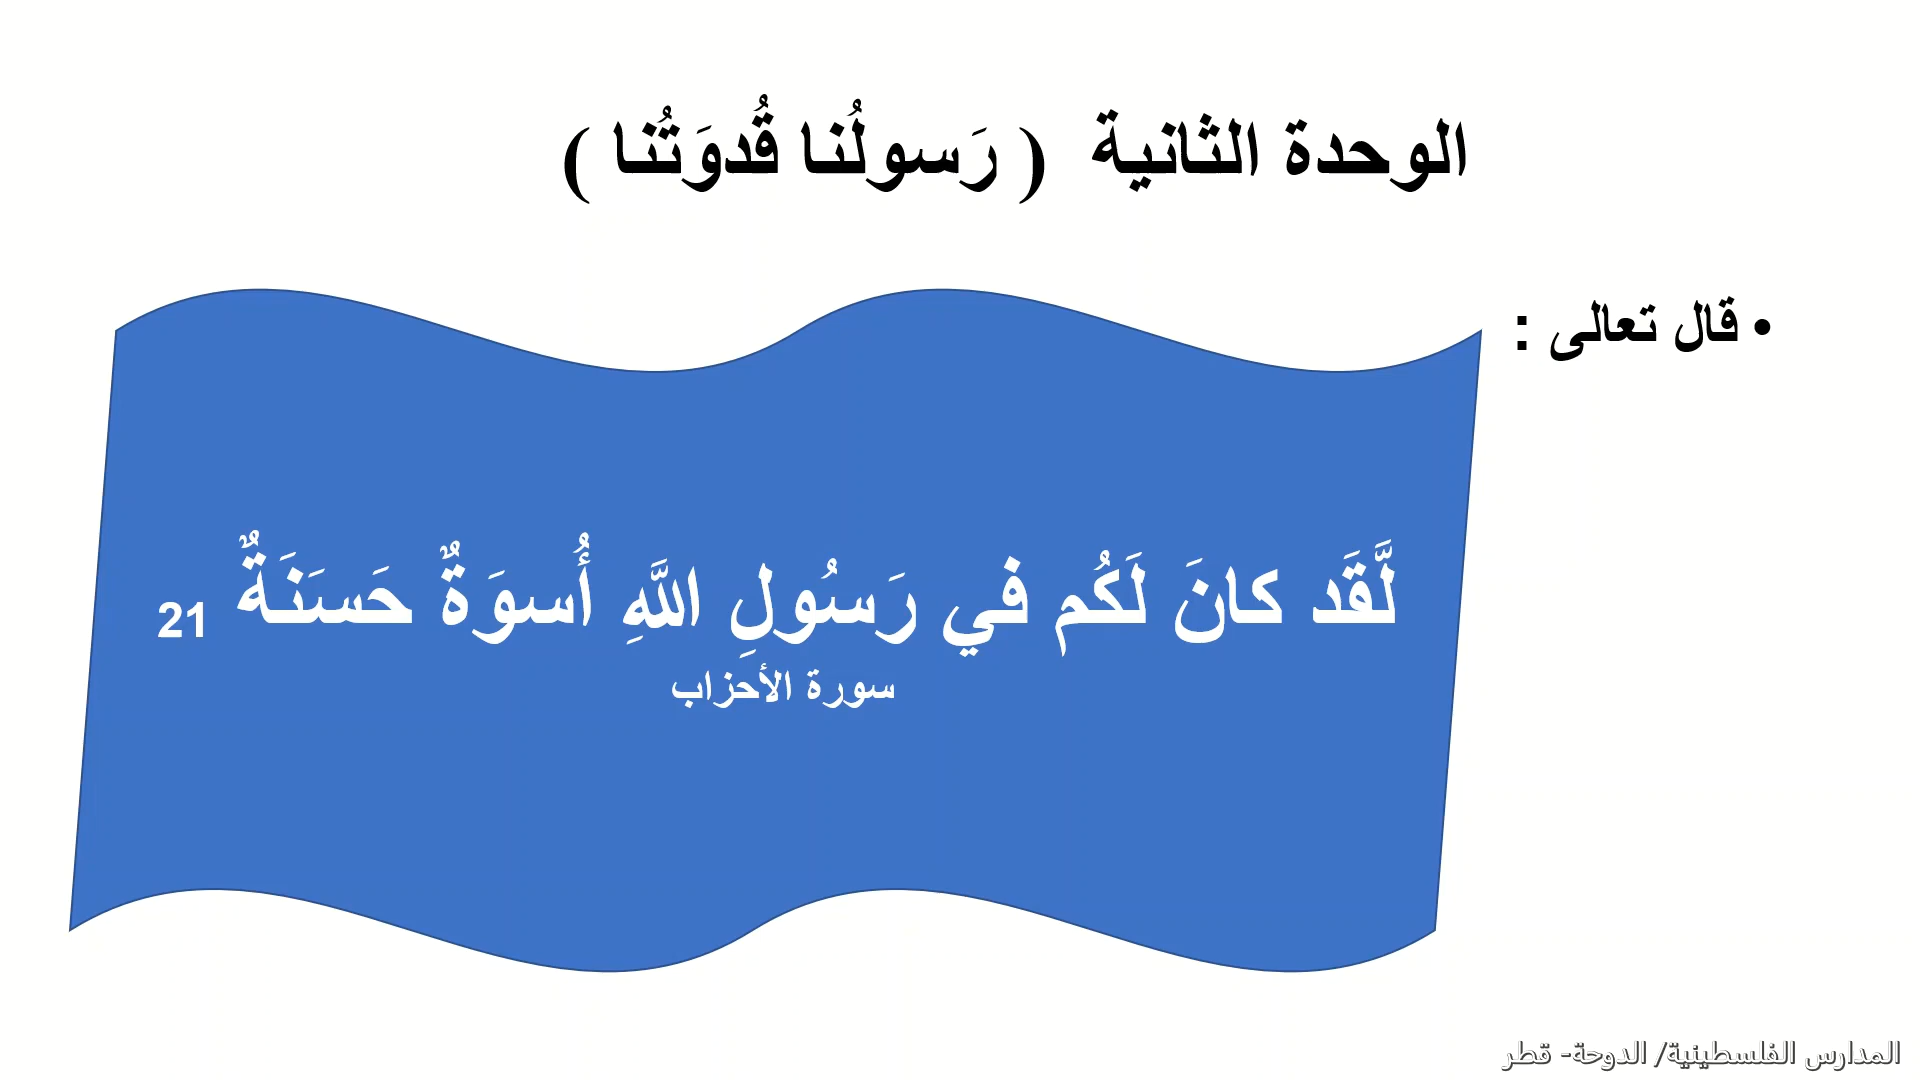 الوحدة الثانية ( رَسولُنا قُدوَتُنا )
• قال تعالى :
لَّقَد كانَ لَكُم في رَسُولِ اللَّهِ أُسوَةٌ حَسَنَةٌ 21
سورة الأحزاب
المدارس الفلسطينية/ الدوحة- قطر